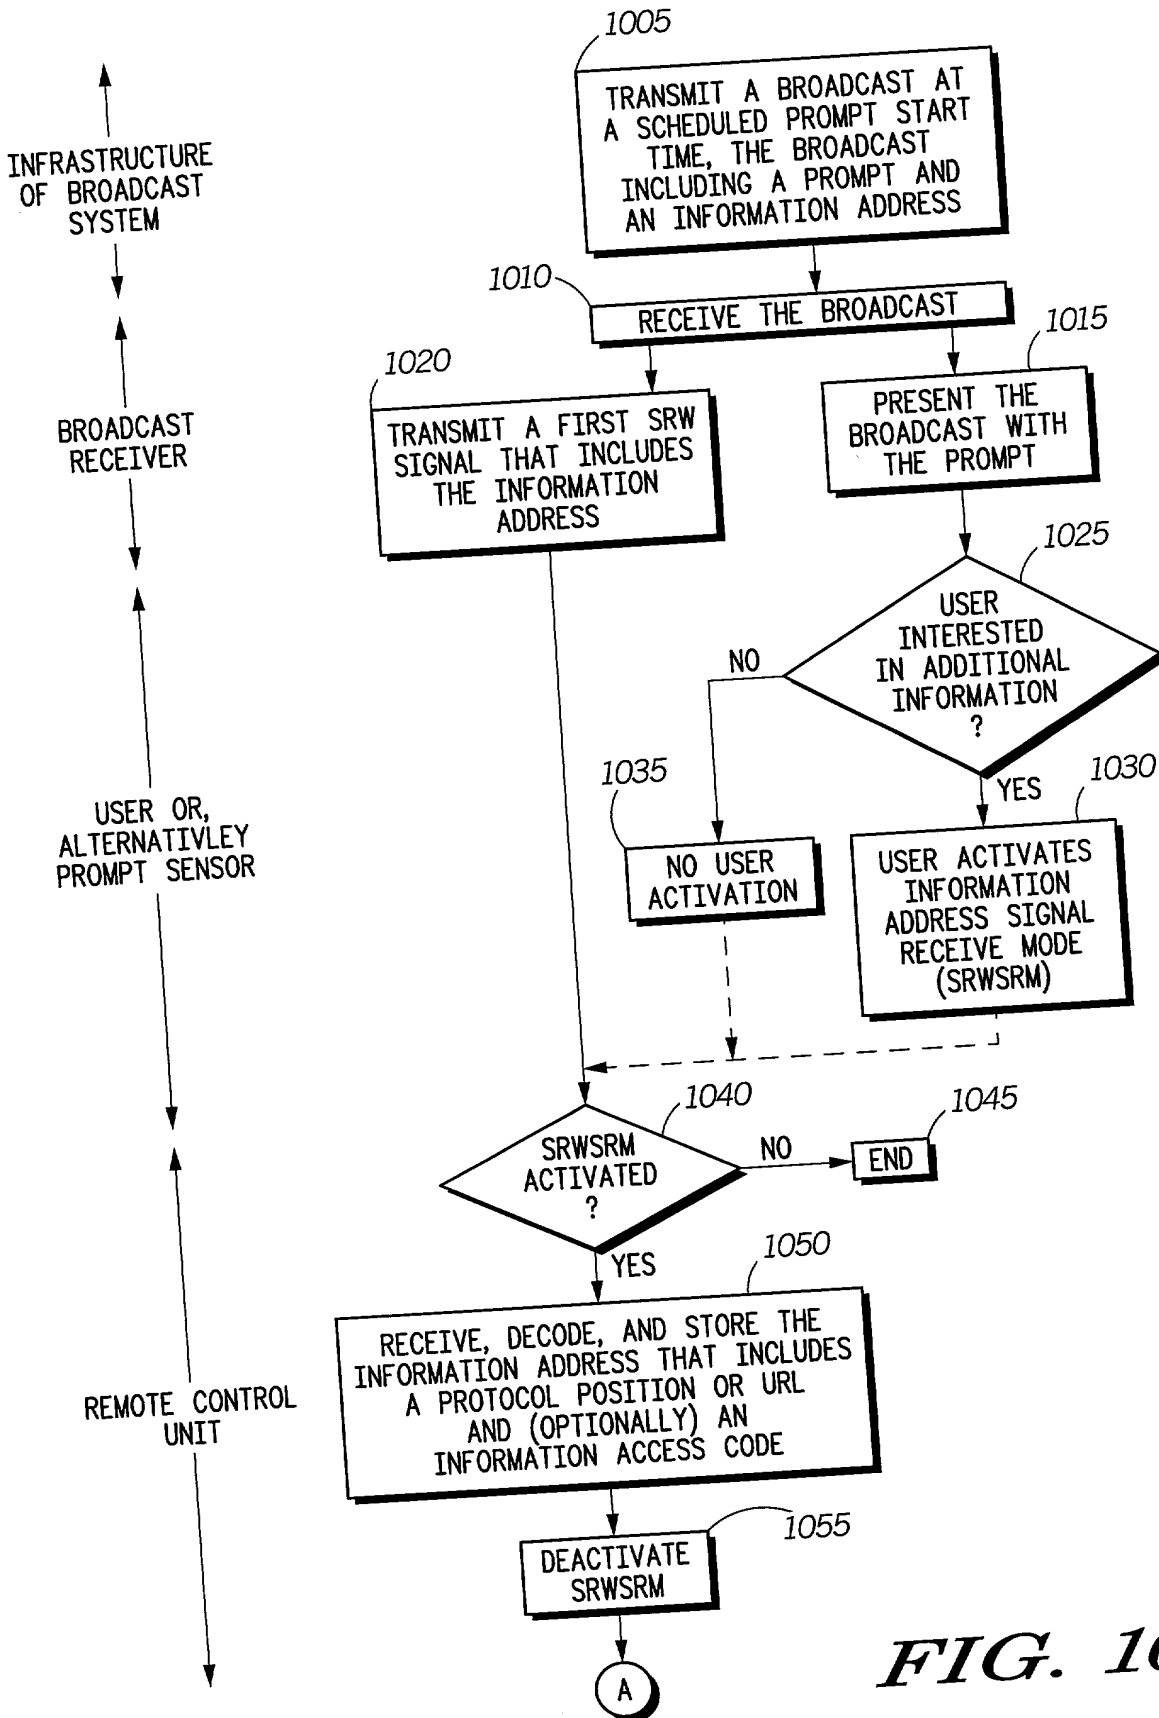 1005
TRANSMIT A BROADCAST AT
A SCHEDULED PROMPT START
TIME, THE BROADCAST
INCLUDING A PROMPT AND
AN INFORMATION ADDRESS
INFRASTRUCTURE
OF BROADCAST
SYSTEM
1010
RECEIVE THE BROADCAST
1015
1020
PRESENT THE
BROADCAST WITH
THE PROMPT
TRANSMIT A FIRST SRW
SIGNAL THAT INCLUDES
THE INFORMATION
ADDRESS
BROADCAST
RECEIVER
1025
USER
INTERESTED
IN ADDITIONAL
INFORMATION
?
NO
YES
1035
NO USER
ACTIVATION
1030
USER ACTIVATES
INFORMATION
ADDRESS SIGNAL
RECEIVE MODE
(SRWSRM)
USER OR,
ALTERNATIVLEY
PROMPT SENSOR
1040
SRWSRM
ACTIVATED
?
NO
1045
END
YES
1050
RECEIVE, DECODE, AND STORE THE
INFORMATION ADDRESS THAT INCLUDES
A PROTOCOL POSITION OR URL
AND (OPTIONALLY) AN
INFORMATION ACCESS CODE
REMOTE CONTROL
UNIT
1055
DEACTIVATE
SRWSRM
A
FIG.